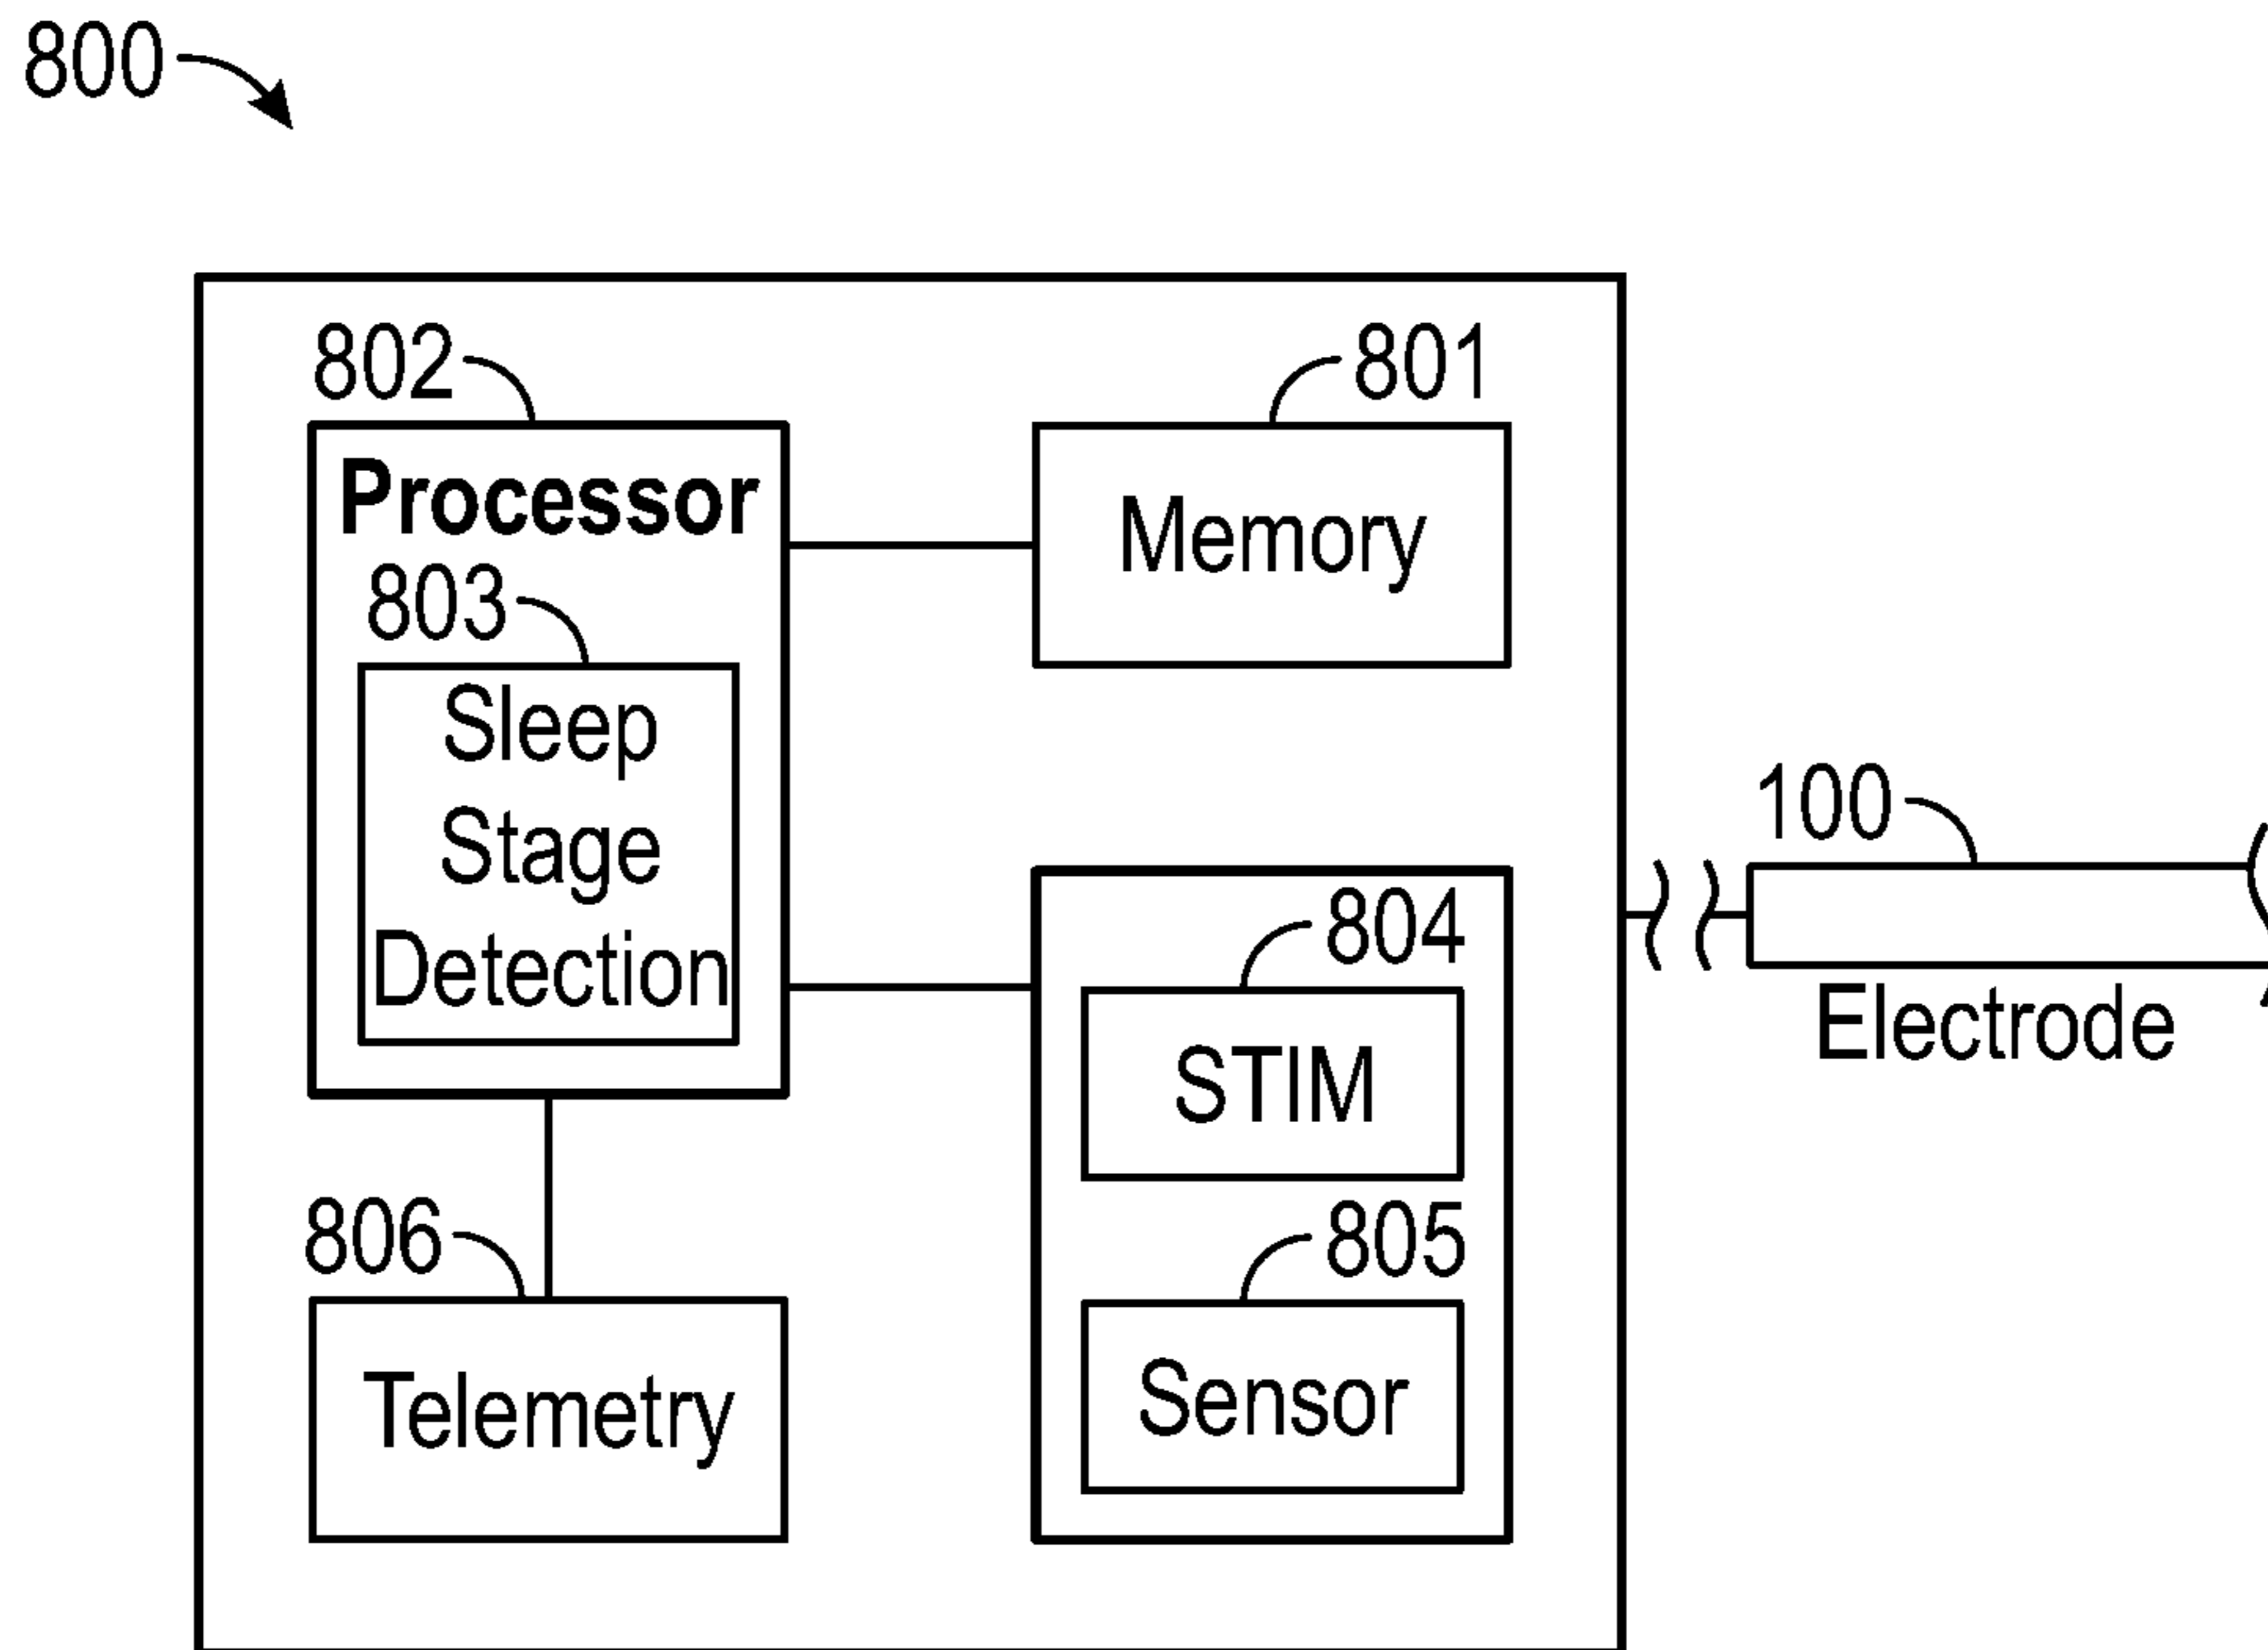 800
802
801
Processor
Memory
803
Sleep
Stage
Detection
100
Electrode
804
STIM
806
805
Telemetry
Sensor